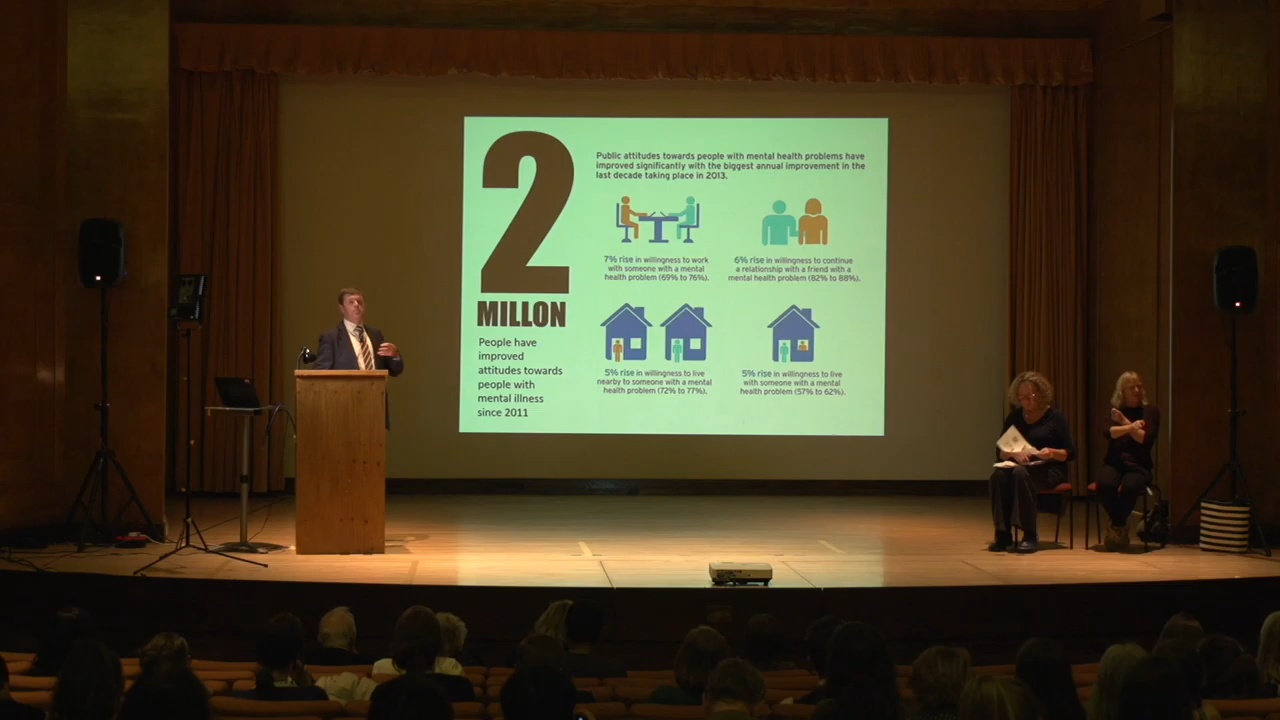 2
MILLON
People have
improved
attitudes towards
people with
mental illness
since 2011
Public attitudes towards people with mental health problems have
improved significantly with the biggest annual improvement in the
last decade taking place in 2013.
7% rise in willingness to work
with someone with a mental
health problem (69% to 76%).
6% rise in willingness to continue
a relationship with a friend with a
mental health problem (82% to 88%).
5% rise in willingness to live
nearby to someone with a mental
health problem (72% to 77%).
5% rise in willingness to live
with someone with a mental
health problem (57% to 62%).